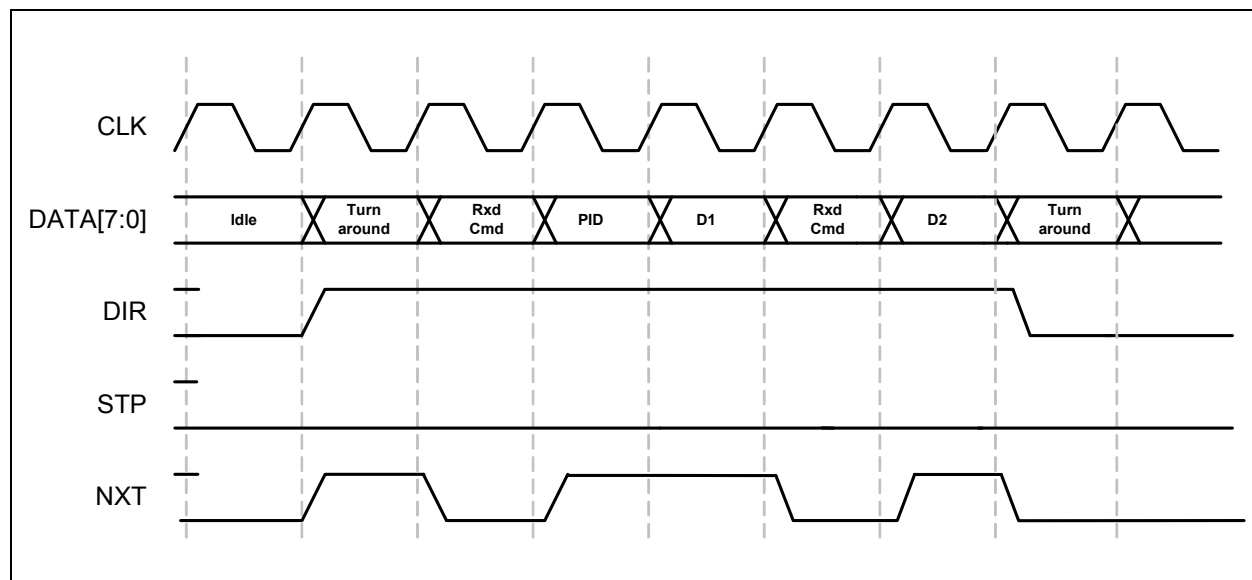 CLK
DATA[7:0]
Idle
Turn
around
Rxd
Cmd
PID
D1
Rxd
Cmd
D2
Turn
around
DIR
STP
NXT